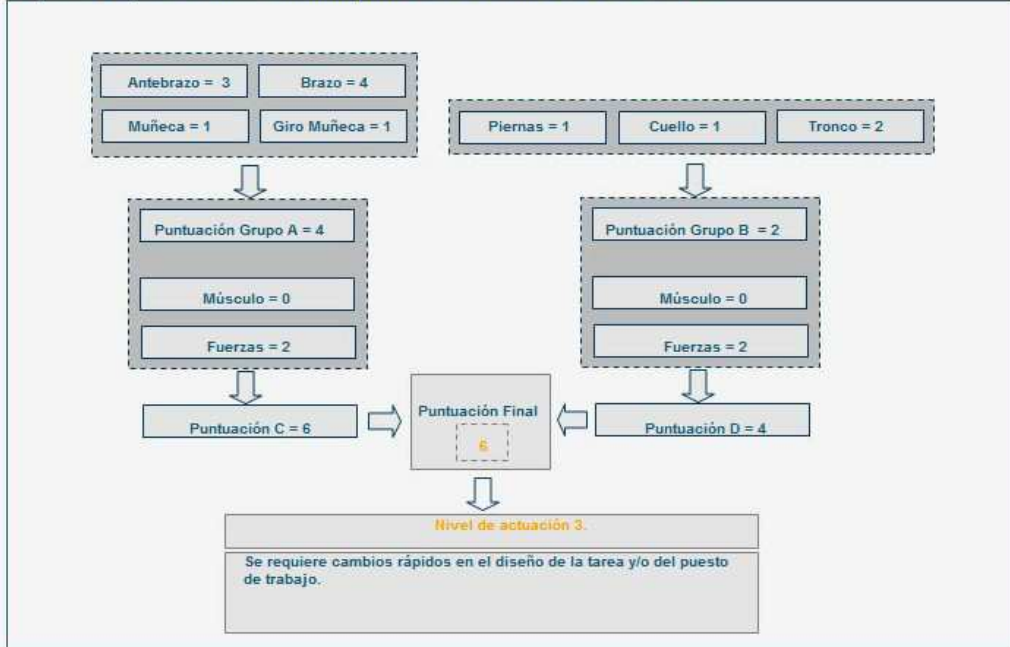 Antebrazo = 3
Brazo = 4
Muñeca = 1
Giro Muñeca = 1
Piernas = 1
Cuello = 1
Tronco = 2
Puntuación Grupo A = 4
Músculo = 0
Fuerzas = 2
Puntuación Grupo B = 2
Músculo = 0
Fuerzas = 2
Puntuación C = 6
Puntuación Final
6
Puntuación D = 4
Nivel de actuación 3.
Se requiere cambios rápidos en el diseño de la tarea y/o del puesto
de trabajo.